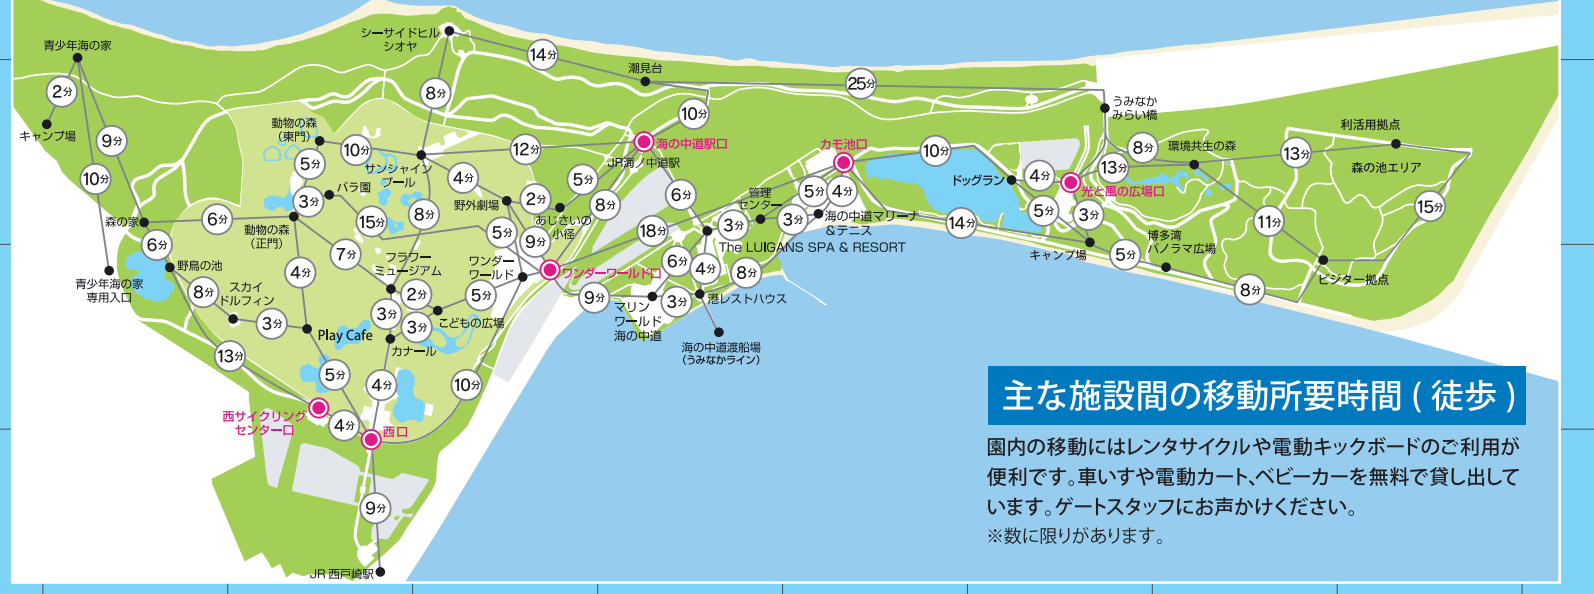 青少年海の家
2分
キャンプ場
9分
10分
青少年海の家
専用入口
森の家
6分
6分
野鳥の池
8分
スカイ
ドルフィン
3分
13分
シーサイドヒル
シオヤ
14分
8分
動物の森
(東門)
10分
5分
サンシャイン
プール
12分
3分
バラ園
動物の森
(正門)
15分
8分
4分
野外劇場
2分
あじさいの
小径
5分
8分
7分
4分
フラワー
ミュージアム
2分
3分
3分
こどもの広場
5分
ワンダー
ワールド
5分
9分
ワンダーワールド口
Play Cafe
カナール
5分
4分
10分
西サイクリング
センター口
4分
西口
9分
JR 西戸崎駅
潮見台
25分
10分
海の中道駅口
JR海ノ中道駅
6分
18分
3分
管理
センター
3分
5分
4分
カモ池口
海の中道マリーナ
&テニス
The LUIGANS SPA & RESORT
6分
4分
8分
9分
マリン
ワールド
海の中道
3分
港レストハウス
海の中道渡船場
(うみなかライン)
10分
14分
ドッグラン
4分
5分
3分
光と風の広場口
キャンプ場
5分
博多湾
パノラマ広場
8分
うみなか
みらい橋
8分
13分
環境共生の森
13分
利活用拠点
森の池エリア
15分
11分
ビジター拠点
主な施設間の移動所要時間 ( 徒歩 )
園内の移動にはレンタサイクルや電動キックボードのご利用が
便利です。車いすや電動カート、ベビーカーを無料で貸し出して
います。ゲートスタッフにお声かけください。
※数に限りがあります。